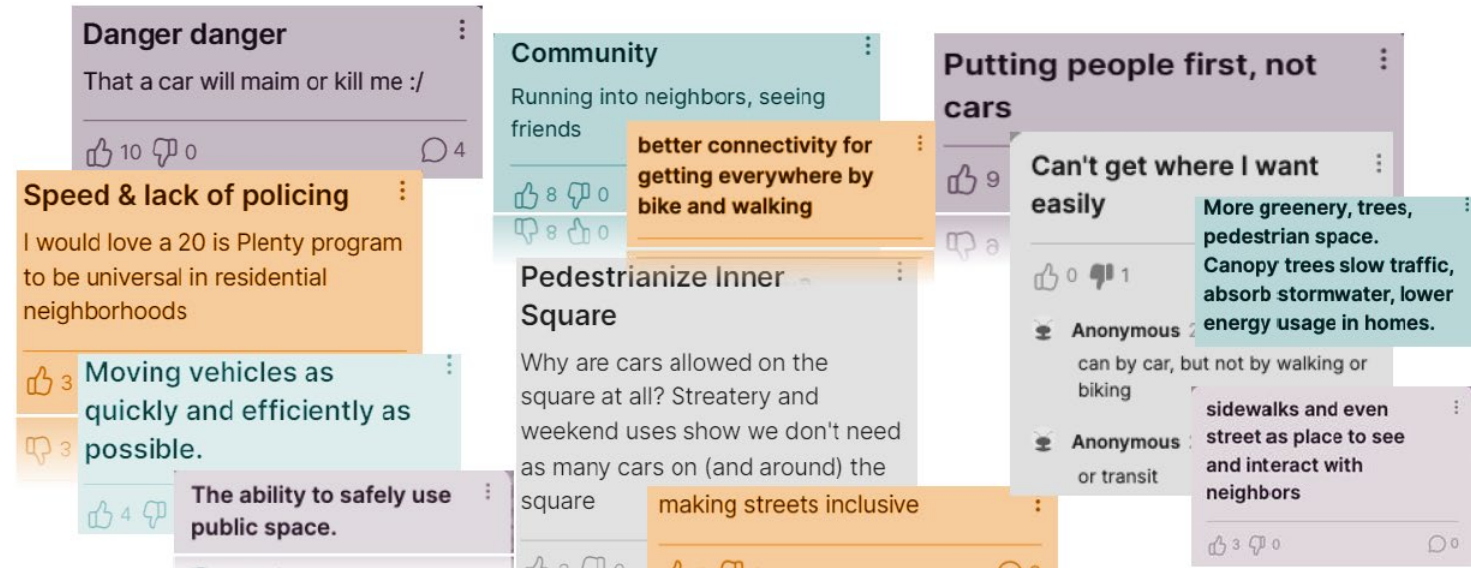 Danger danger
That a car will maim or kill me :/
10 0 4
Speed & lack of policing
I would love a 20 is Plenty program
to be universal in residential
neighborhoods
3
3
Moving vehicles as
quickly and efficiently as
possible.
4
The ability to safely use
public space.
Community
Running into neighbors, seeing
friends
8 0
8 0
better connectivity for
getting everywhere by
bike and walking
Pedestrianize Inner
Square
Why are cars allowed on the
square at all? Streatery and
weekend uses show we don't need
as many cars on (and around) the
square
making streets inclusive
Putting people first, not
cars
9
Can't get where I want
easily
0 1
Anonymous
can by car, but not by walking or
biking
Anonymous
or transit
More greenery, trees,
pedestrian space.
Canopy trees slow traffic,
absorb stormwater, lower
energy usage in homes.
sidewalks and even
street as place to see
and interact with
neighbors
3 0 0